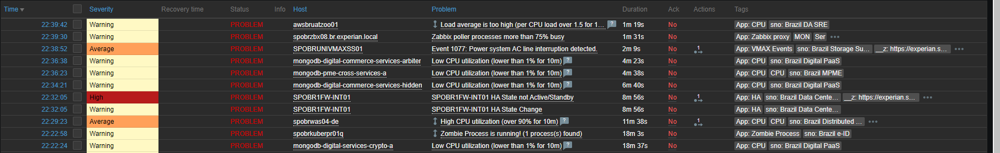 Time Severity Recovery time Status Info Host Problem Duration Ack Actions Tags
22:39:42 Warning PROBLEM awsbruatzoo01 Load average is too high (per CPU load over 1.5 for 1... ? 1m 19s No App: CPU sno: Brazil DA SRE
22:39:30 Warning PROBLEM spobrzbx08.br.experian.local Zabbix poller processes more than 75% busy 1m 31s No App: Zabbix proxy MON Ser •••
22:38:52 Average PROBLEM SPOBRUNIVMAXSS01 Event 1077: Power system AC line interruption detected. 2m 9s No 1 App: VMAX Events sno: Brazil Storage Su... __z: https://experian.s... •••
22:36:38 Warning PROBLEM mongodb-digital-commerce-services-arbiter Low CPU utilization (lower than 1% for 10m) ? 4m 23s No App: CPU sno: Brazil Digital PaaS
22:36:23 Warning PROBLEM mongodb-pme-cross-services-a Low CPU utilization (lower than 1% for 10m) ? 4m 38s No App: CPU CPU sno: Brazil MPME
22:34:21 Warning PROBLEM mongodb-digital-commerce-services-hidden Low CPU utilization (lower than 1% for 10m) ? 6m 40s No App: CPU sno: Brazil Digital PaaS
22:32:05 High PROBLEM SPOBR1FW-INT01 SPOBR1FW-INT01 HA State not Active/Standby 8m 56s No 1 App: HA sno: Brazil Data Cente... __z: https://experian.s... •••
22:32:05 Warning PROBLEM SPOBR1FW-INT01 SPOBR1FW-INT01 HA State Change 8m 56s No App: HA sno: Brazil Data Cente...
22:29:23 Average PROBLEM spobrwas04-de High CPU utilization (over 90% for 10m) ? 11m 38s No 1 App: CPU CPU sno: Brazil Distributed ... •••
22:22:58 Warning PROBLEM spobrkuberpr01q Zombie Process is running! (1 process(s) found) 18m 3s No App: Zombie Process sno: Brazil e-ID
22:22:24 Warning PROBLEM mongodb-digital-services-crypto-a Low CPU utilization (lower than 1% for 10m) ? 18m 37s No App: CPU sno: Brazil Digital PaaS